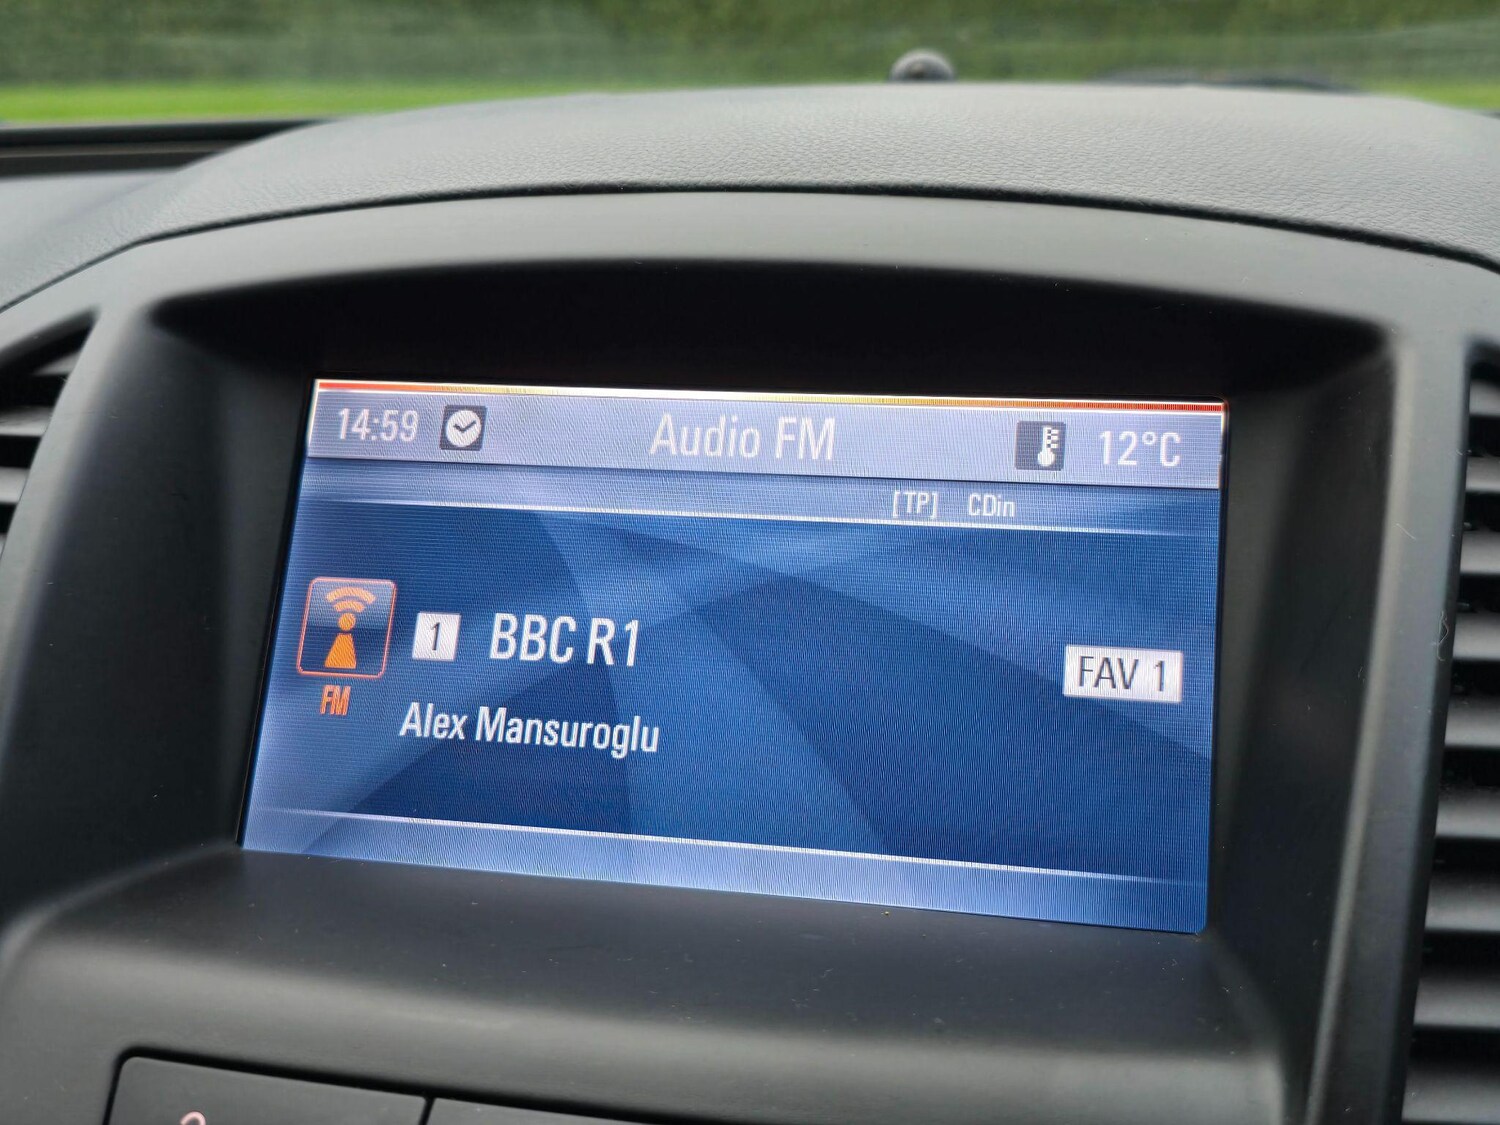 14:59 Audio FM 12°C
[TP] CDin
1 BBC R1
FAV 1
FM
Alex Mansuroglu